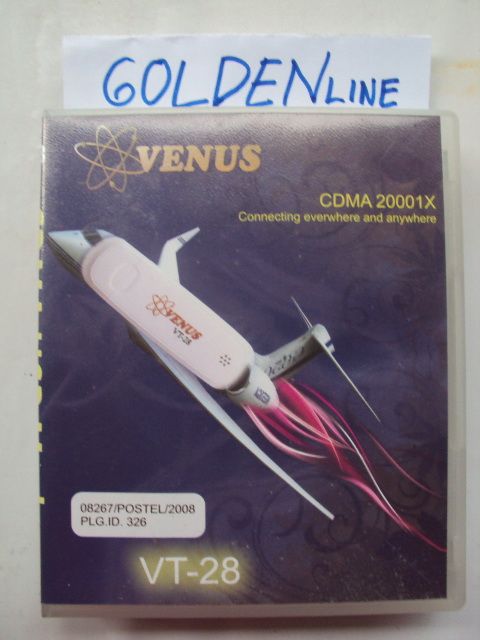 GOLDENLINE
VENUS
CDMA 20001X
Connecting everwhere and anywhere
VENUS
VT-28
08267/POSTEL/2008
PLG.ID. 326
VT-28